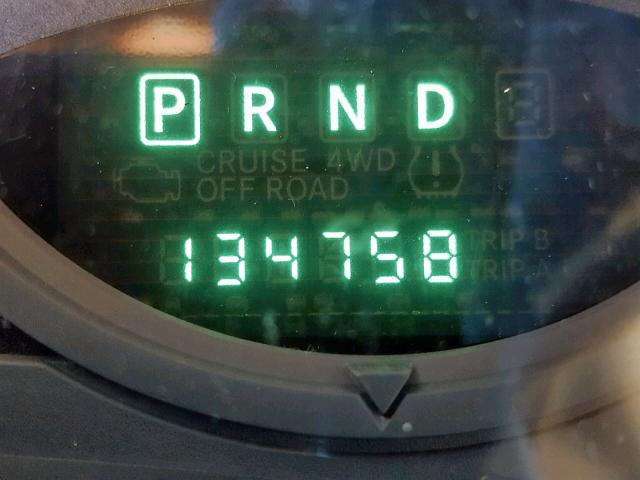 P R N D
CRUISE 4WD
OFF ROAD
TRIP B
134758
TRIP A